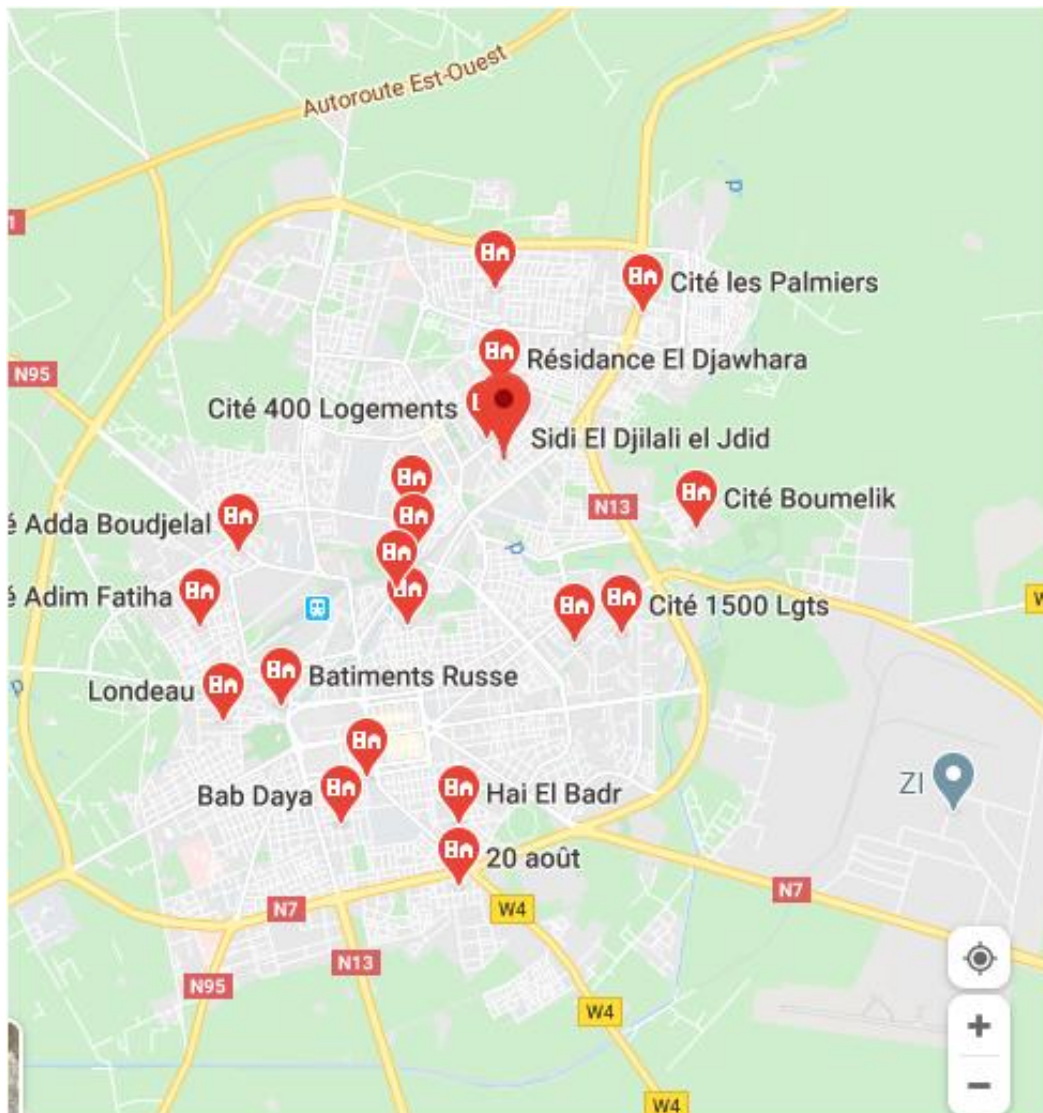 Autoroute Est-Ouest
1
Cité les Palmiers
Résidance El Djawhara
N95
Cité 400 Logements
Sidi El Djilali el Jdid
Cité Boumelik
N13
é Adda Boudjelal
é Adim Fatiha
Cité 1500 Lgts
W
Batiments Russe
Londeau
ZI
Bab Daya
Hai El Badr
20 août
N7
W4
N7
N13
N95
W4
W4